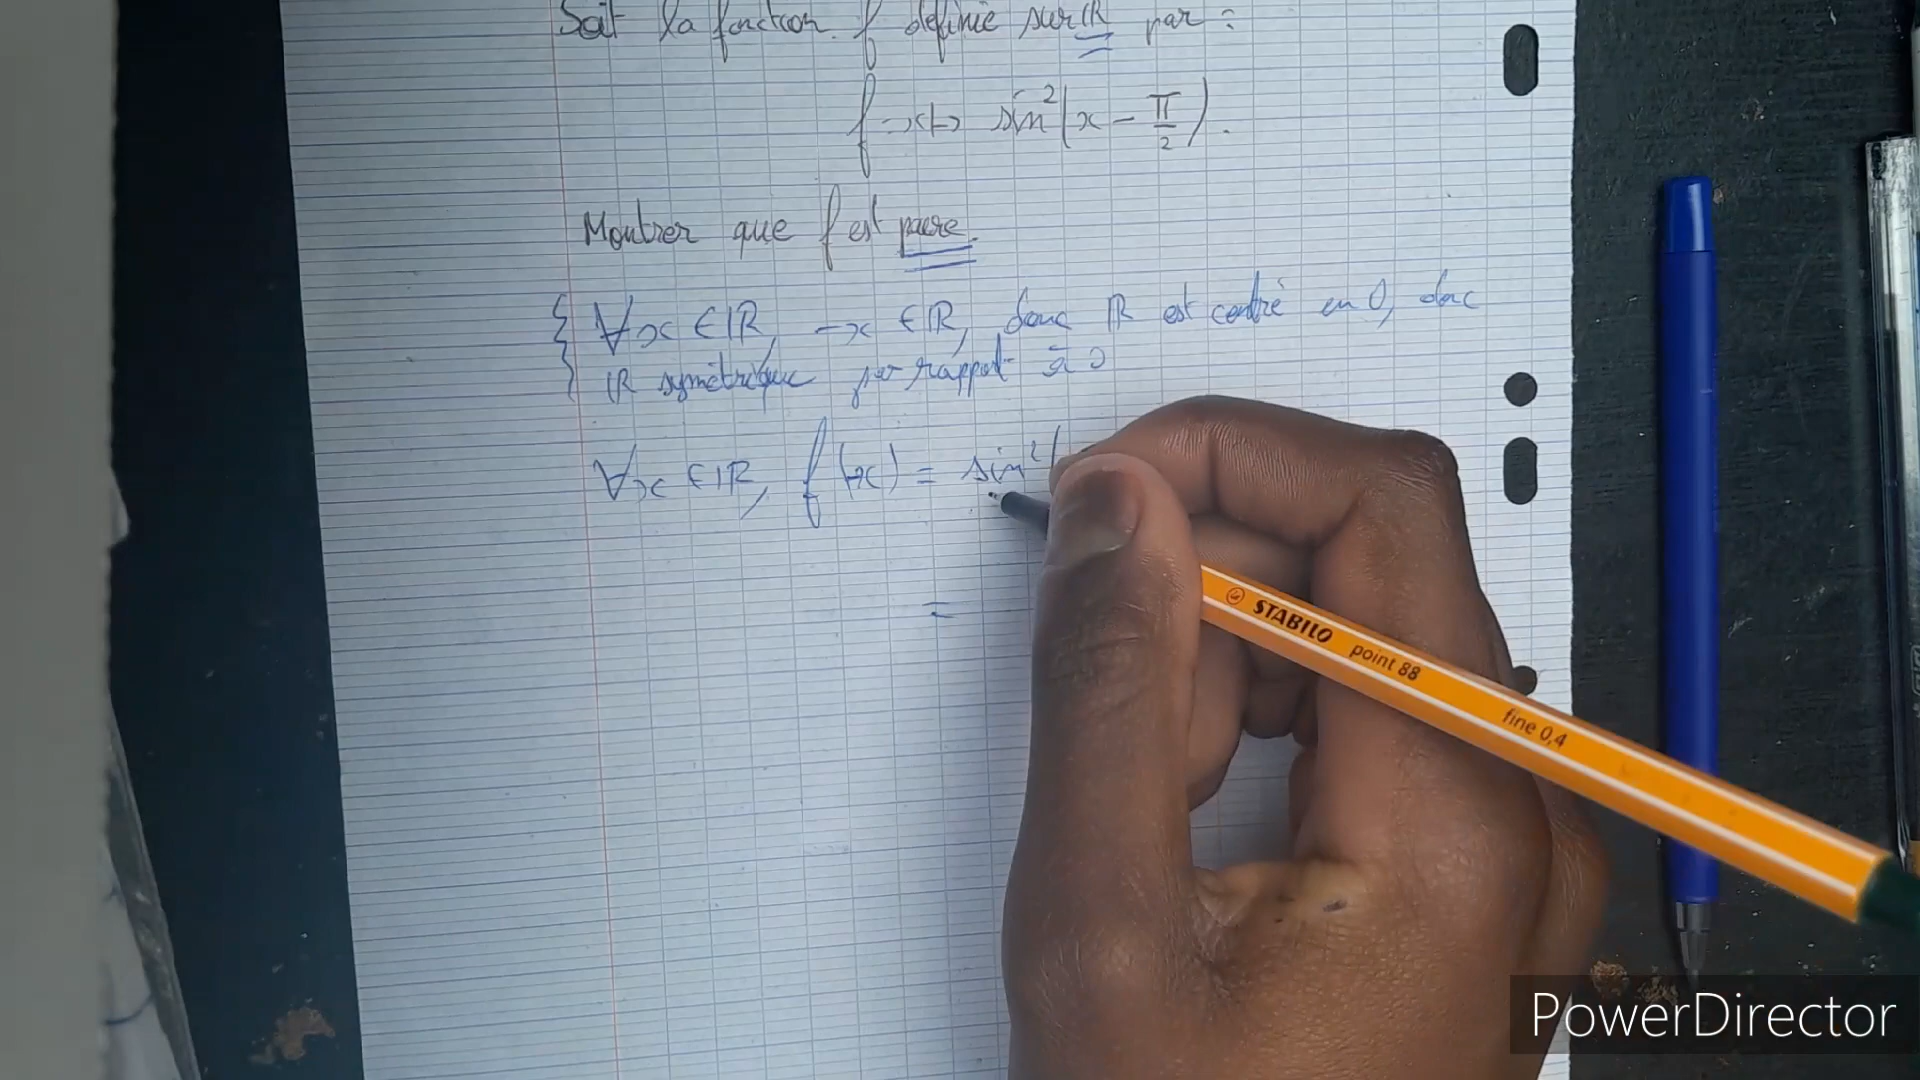 Soit la fonction f definie sur ℝ par :
f : x ↦ sin²(x - π/2).
Montrer que f est paire.
∀x ∈ ℝ, -x ∈ ℝ, donc ℝ est centré en 0, donc
ℝ symétrique par rapport à 0
∀x ∈ ℝ, f(-x) = sin²(
=
STABILO point 88 fine 0,4
PowerDirector